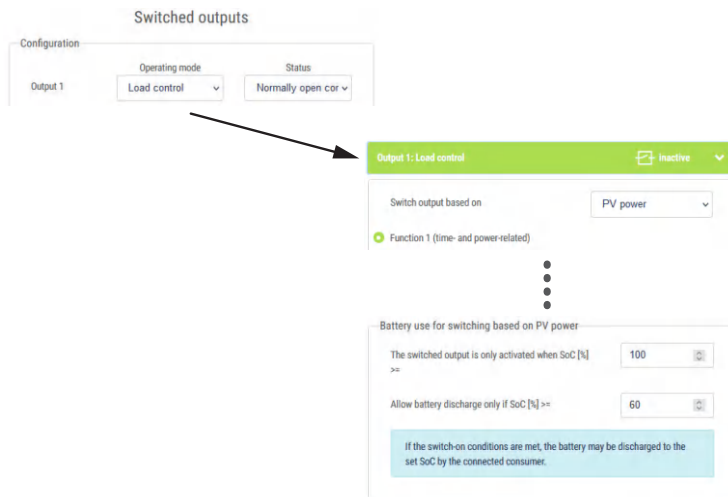 Switched outputs
Configuration
Operating mode
Status
Output 1
Load control
Normally open cor
Output 1: Load control
Inactive
Switch output based on
PV power
Function 1 (time- and power-related)
Battery use for switching based on PV power
The switched output is only activated when SoC [%]
>=
100
Allow battery discharge only if SoC [%] >=
60
If the switch-on conditions are met, the battery may be discharged to the
set SoC by the connected consumer.